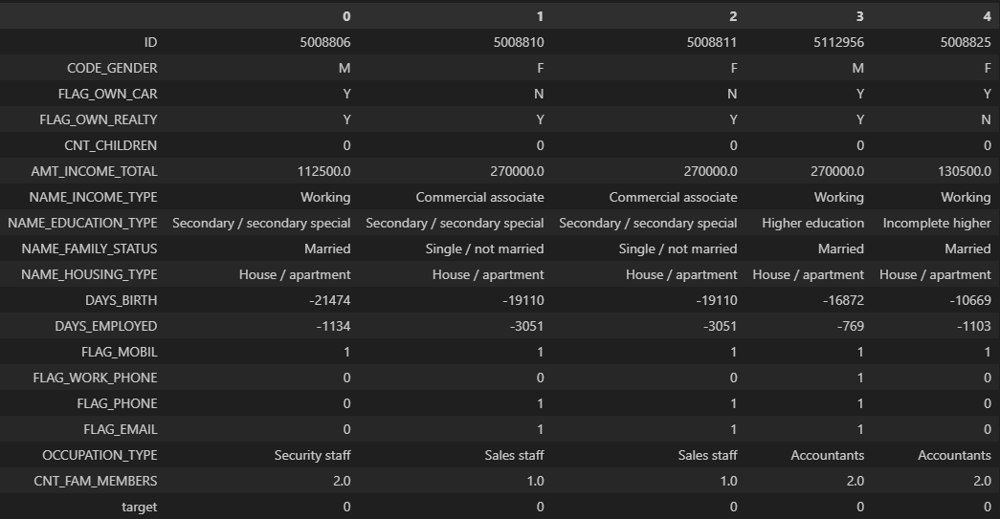 0 1 2 3 4
ID 5008806 5008810 5008811 5112956 5008825
CODE_GENDER M F F M F
FLAG_OWN_CAR Y N N Y Y
FLAG_OWN_REALTY Y Y Y Y N
CNT_CHILDREN 0 0 0 0 0
AMT_INCOME_TOTAL 112500.0 270000.0 270000.0 270000.0 130500.0
NAME_INCOME_TYPE Working Commercial associate Commercial associate Working Working
NAME_EDUCATION_TYPE Secondary / secondary special Secondary / secondary special Secondary / secondary special Higher education Incomplete higher
NAME_FAMILY_STATUS Married Single / not married Single / not married Married Married
NAME_HOUSING_TYPE House / apartment House / apartment House / apartment House / apartment House / apartment
DAYS_BIRTH -21474 -19110 -19110 -16872 -10669
DAYS_EMPLOYED -1134 -3051 -3051 -769 -1103
FLAG_MOBIL 1 1 1 1 1
FLAG_WORK_PHONE 0 0 0 1 0
FLAG_PHONE 0 1 1 1 0
FLAG_EMAIL 0 1 1 1 0
OCCUPATION_TYPE Security staff Sales staff Sales staff Accountants Accountants
CNT_FAM_MEMBERS 2.0 1.0 1.0 2.0 2.0
target 0 0 0 0 0